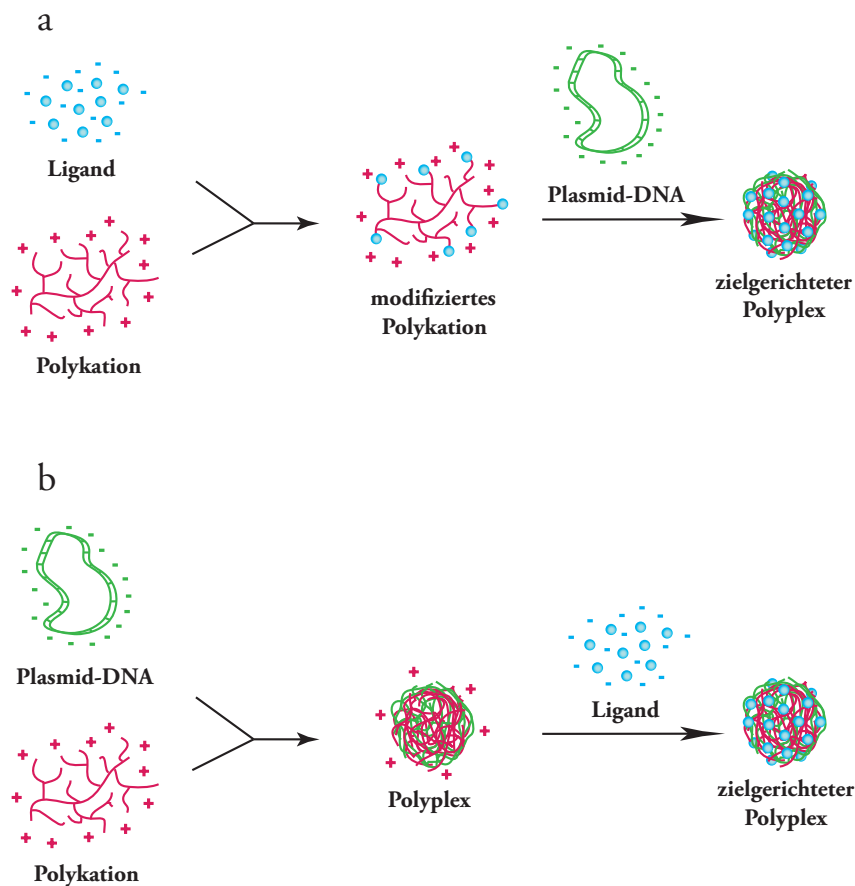 a
Ligand
Polykation
modifiziertes
Polykation
Plasmid-DNA
zielgerichteter
Polyplex
b
Plasmid-DNA
Polykation
Polyplex
Ligand
zielgerichteter
Polyplex